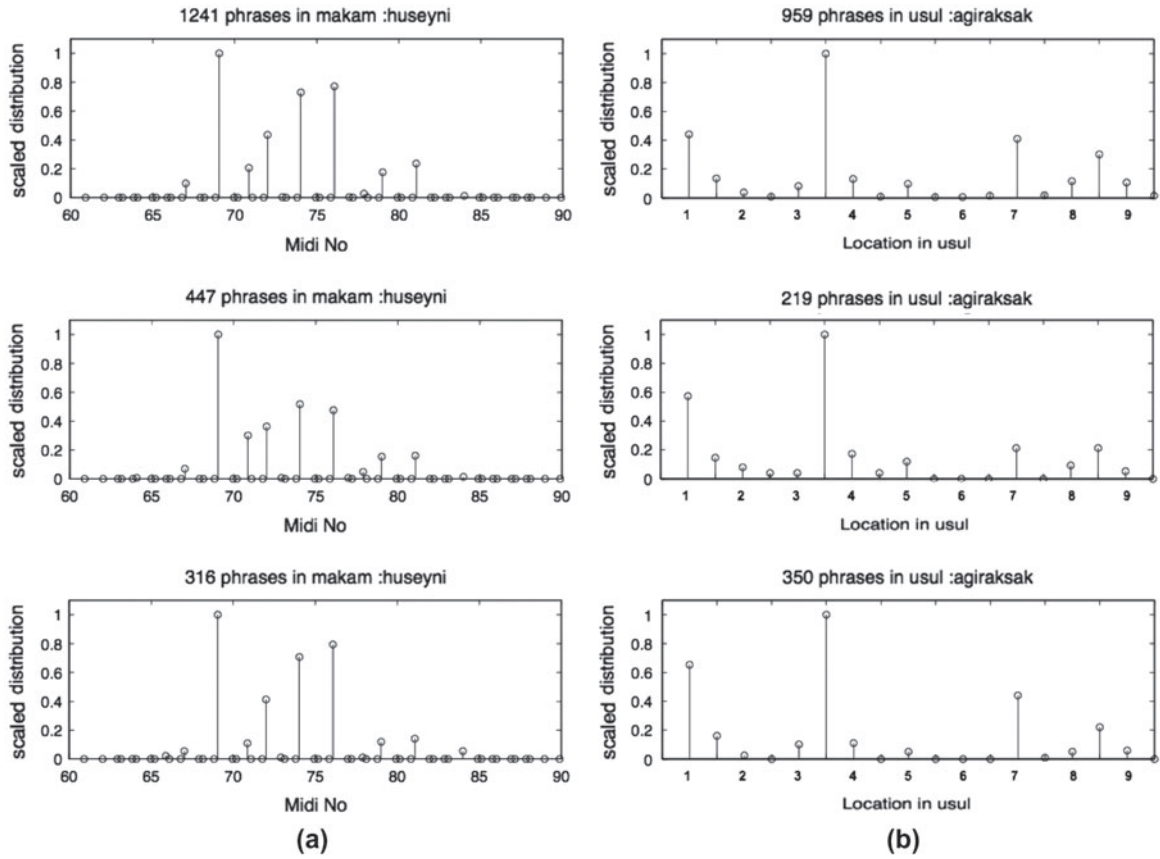 1241 phrases in makam :huseyni
scaled distribution
1
0.8
0.6
0.4
0.2
0
60 65 70 75 80 85 90
Midi No
959 phrases in usul :agiraksak
scaled distribution
1
0.8
0.6
0.4
0.2
0
1 2 3 4 5 6 7 8 9
Location in usul
447 phrases in makam :huseyni
scaled distribution
1
0.8
0.6
0.4
0.2
0
60 65 70 75 80 85 90
Midi No
219 phrases in usul :agiraksak
scaled distribution
1
0.8
0.6
0.4
0.2
0
1 2 3 4 5 6 7 8 9
Location in usul
316 phrases in makam :huseyni
scaled distribution
1
0.8
0.6
0.4
0.2
0
60 65 70 75 80 85 90
Midi No
350 phrases in usul :agiraksak
scaled distribution
1
0.8
0.6
0.4
0.2
0
1 2 3 4 5 6 7 8 9
Location in usul
(a)
(b)